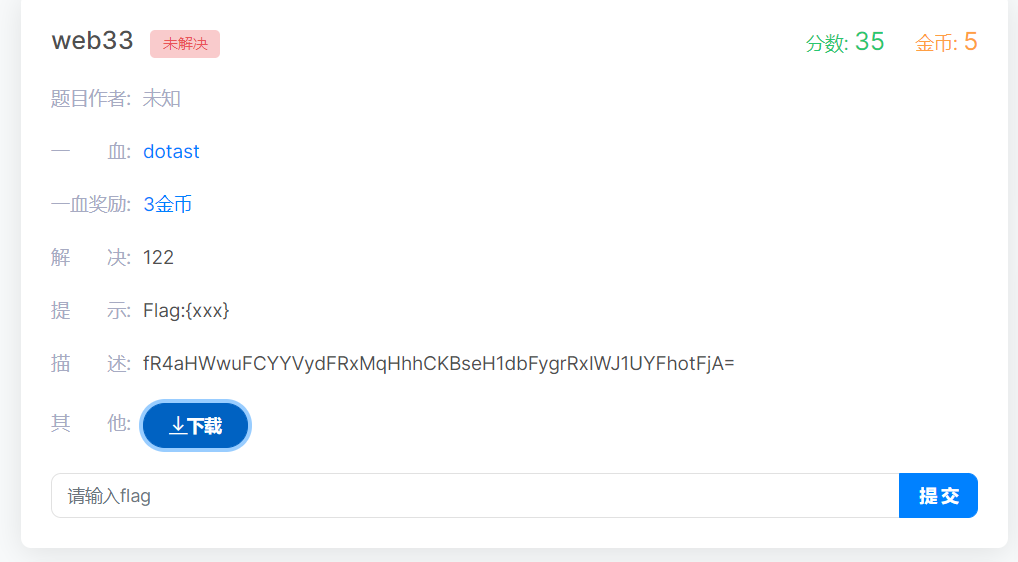 web33 未解决 分数: 35 金币: 5
题目作者: 未知
一 血: dotast
一血奖励: 3金币
解 决: 122
提 示: Flag:{xxx}
描 述: fR4aHWwuFCYYVydFRxMqHhhCKBseH1dbFygrRxIWJ1UYFhotFjA=
其 他: 下载
请输入flag 提交